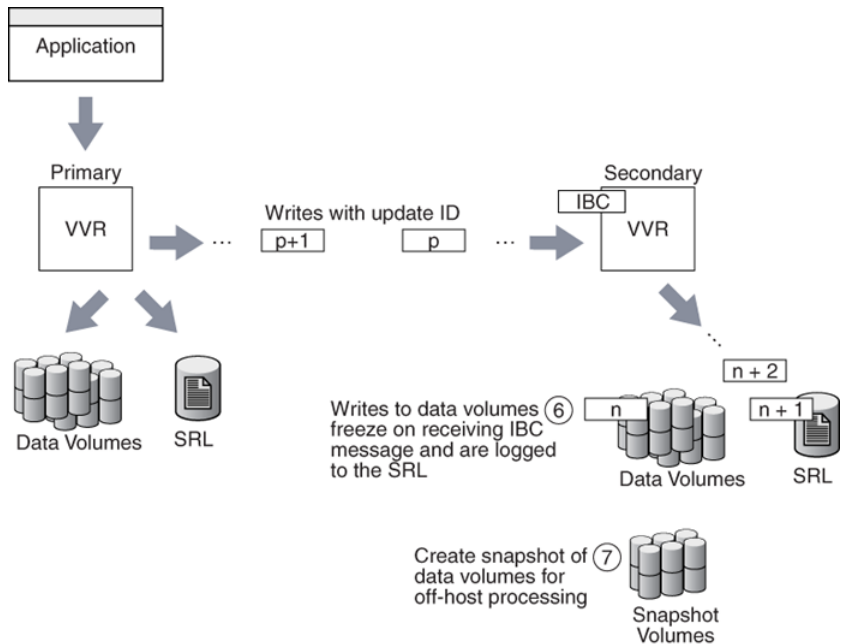 Application
Primary
Secondary
IBC
VVR
Writes with update ID
VVR
...
p+1
p
...
...
n + 2
Writes to data volumes 6
n
n + 1
freeze on receiving IBC
message and are logged
to the SRL
Data Volumes
SRL
Data Volumes
SRL
Create snapshot of 7
data volumes for
off-host processing
Snapshot
Volumes